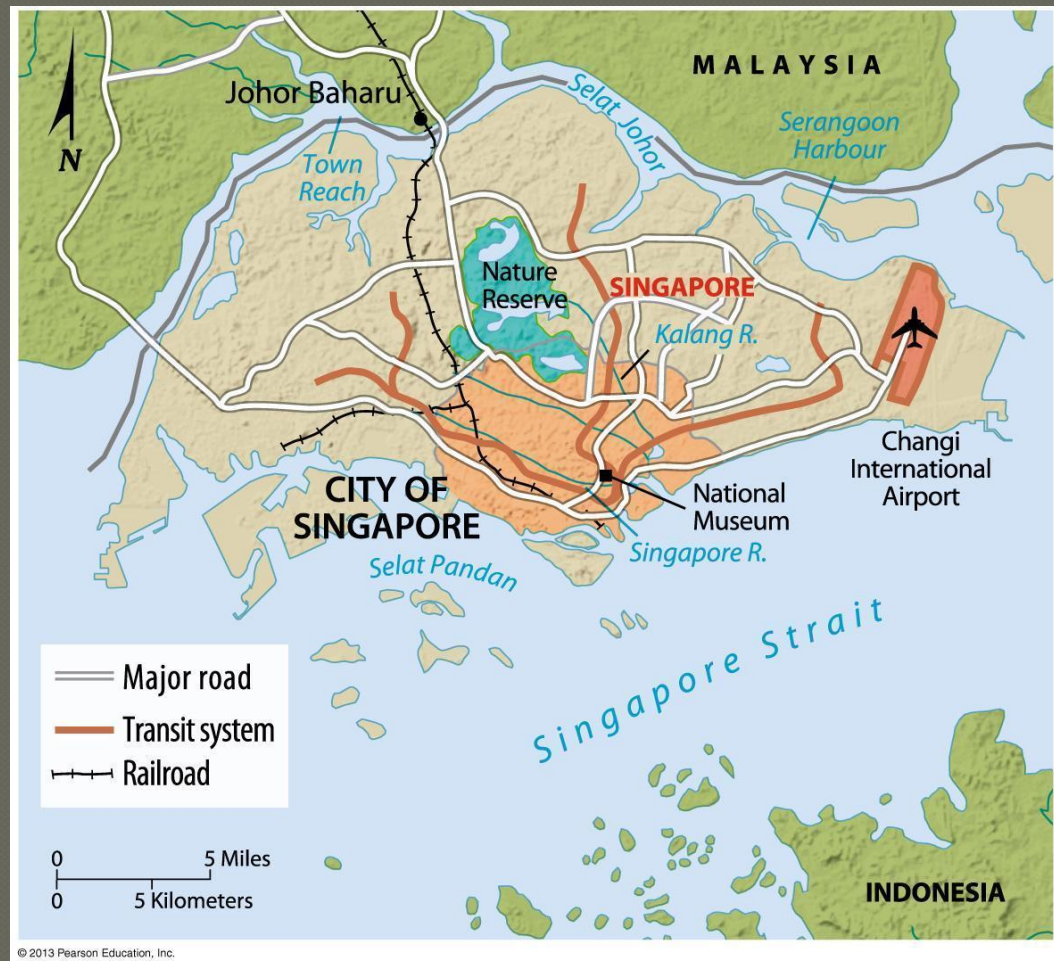 MALAYSIA
Johor Baharu
Selat Johor
Serangoon
Harbour
Town
Reach
N
Nature
Reserve
SINGAPORE
Kalang R.
Changi
International
Airport
CITY OF
SINGAPORE
National
Museum
Singapore R.
Selat Pandan
Singapore Strait
Major road
Transit system
Railroad
0 5 Miles
0 5 Kilometers
INDONESIA
© 2013 Pearson Education, Inc.